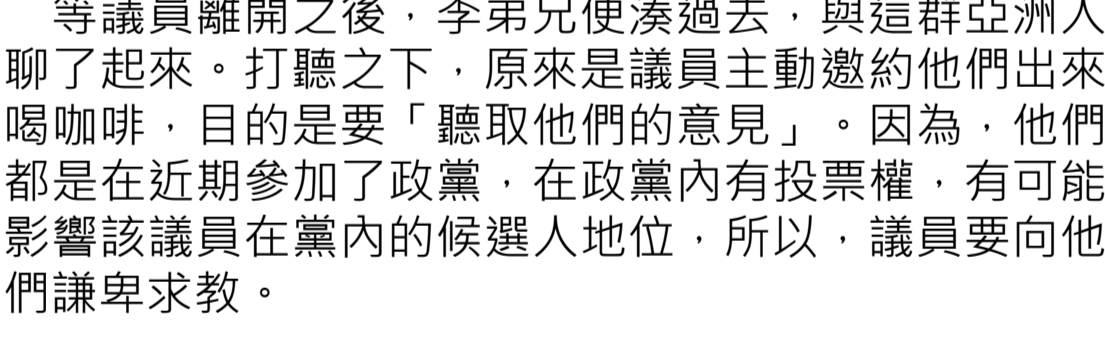 等議員離開之後，李弟兄便湊過去，與這群亞洲人
聊了起來。打聽之下，原來是議員主動邀約他們出來
喝咖啡，目的是要「聽取他們的意見」。因為，他們
都是在近期參加了政黨，在政黨內有投票權，有可能
影響該議員在黨內的候選人地位，所以，議員要向他
們謙卑求教。